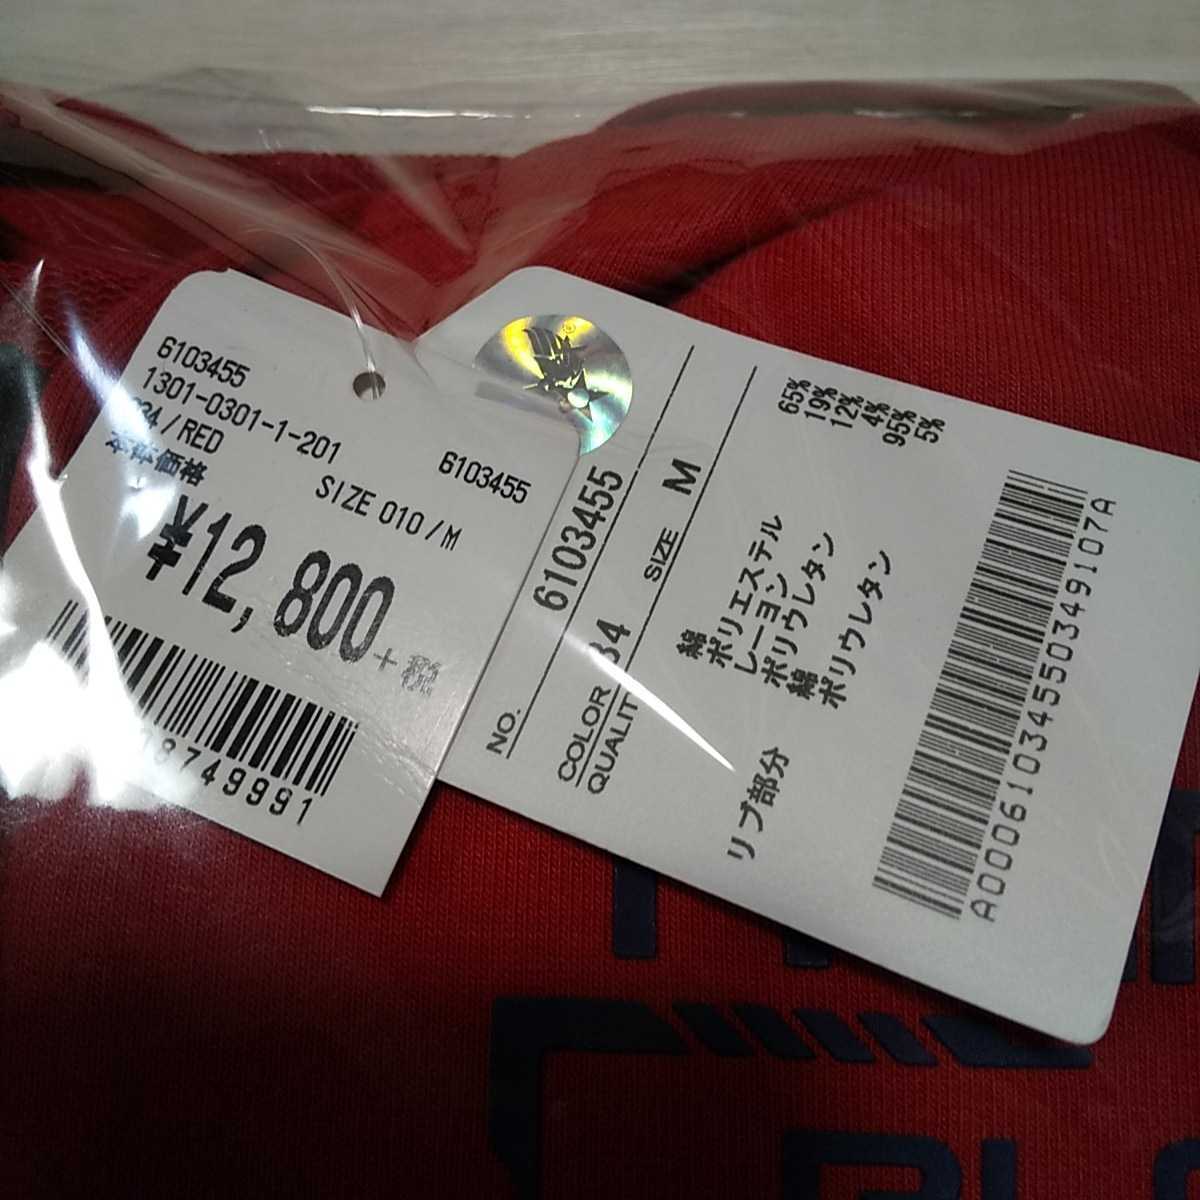 6103455
1301-0301-1-201
34/RED
6103455
本体価格
SIZE 010/M
¥12,800+税
8749991
®
NO. 6103455
COLOR 34
SIZE M
QUALIT
綿 65%
ポリエステル 19%
レーヨン 12%
ポリウレタン 4%
リブ部分 綿 95%
ポリウレタン 5%
A00061034550349107A